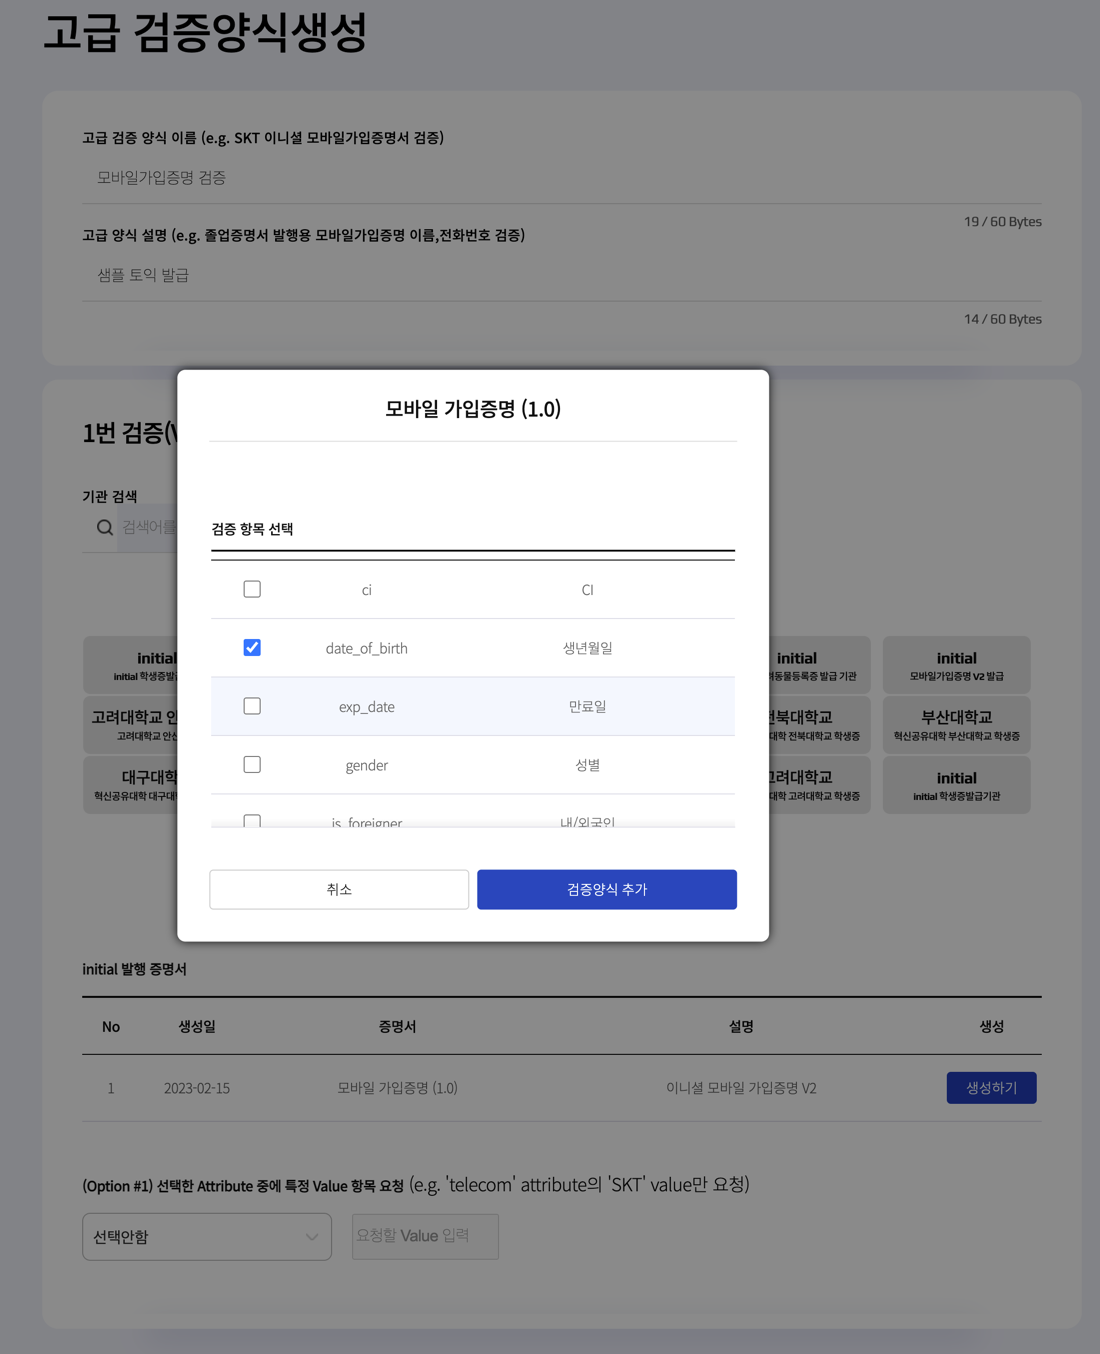 고급 검증양식생성
고급 검증 양식 이름 (e.g. SKT 이니셜 모바일가입증명서 검증)
모바일가입증명 검증
19 / 60 Bytes
고급 양식 설명 (e.g. 졸업증명서 발행용 모바일가입증명 이름,전화번호 검증)
샘플 토익 발급
14 / 60 Bytes
모바일 가입증명 (1.0)
1번 검증(
기관 검색
검색어를
검증 항목 선택
ci CI
date_of_birth 생년월일
exp_date 만료일
gender 성별
is_foreigner 내/외국인
취소 검증양식 추가
initial initial initial
initial 학생증발 동물등록증 발급 기관 모바일가입증명 V2 발급
고려대학교 안 전북대학교 부산대학교
고려대학교 안산 대학 전북대학교 학생증 혁신공유대학 부산대학교 학생증
대구대학 고려대학교 initial
혁신공유대학 대구대 대학 고려대학교 학생증 initial 학생증발급기관
initial 발행 증명서
No 생성일 증명서 설명 생성
1 2023-02-15 모바일 가입증명 (1.0) 이니셜 모바일 가입증명 V2 생성하기
(Option #1) 선택한 Attribute 중에 특정 Value 항목 요청 (e.g. 'telecom' attribute의 'SKT' value만 요청)
선택안함 요청할 Value 입력